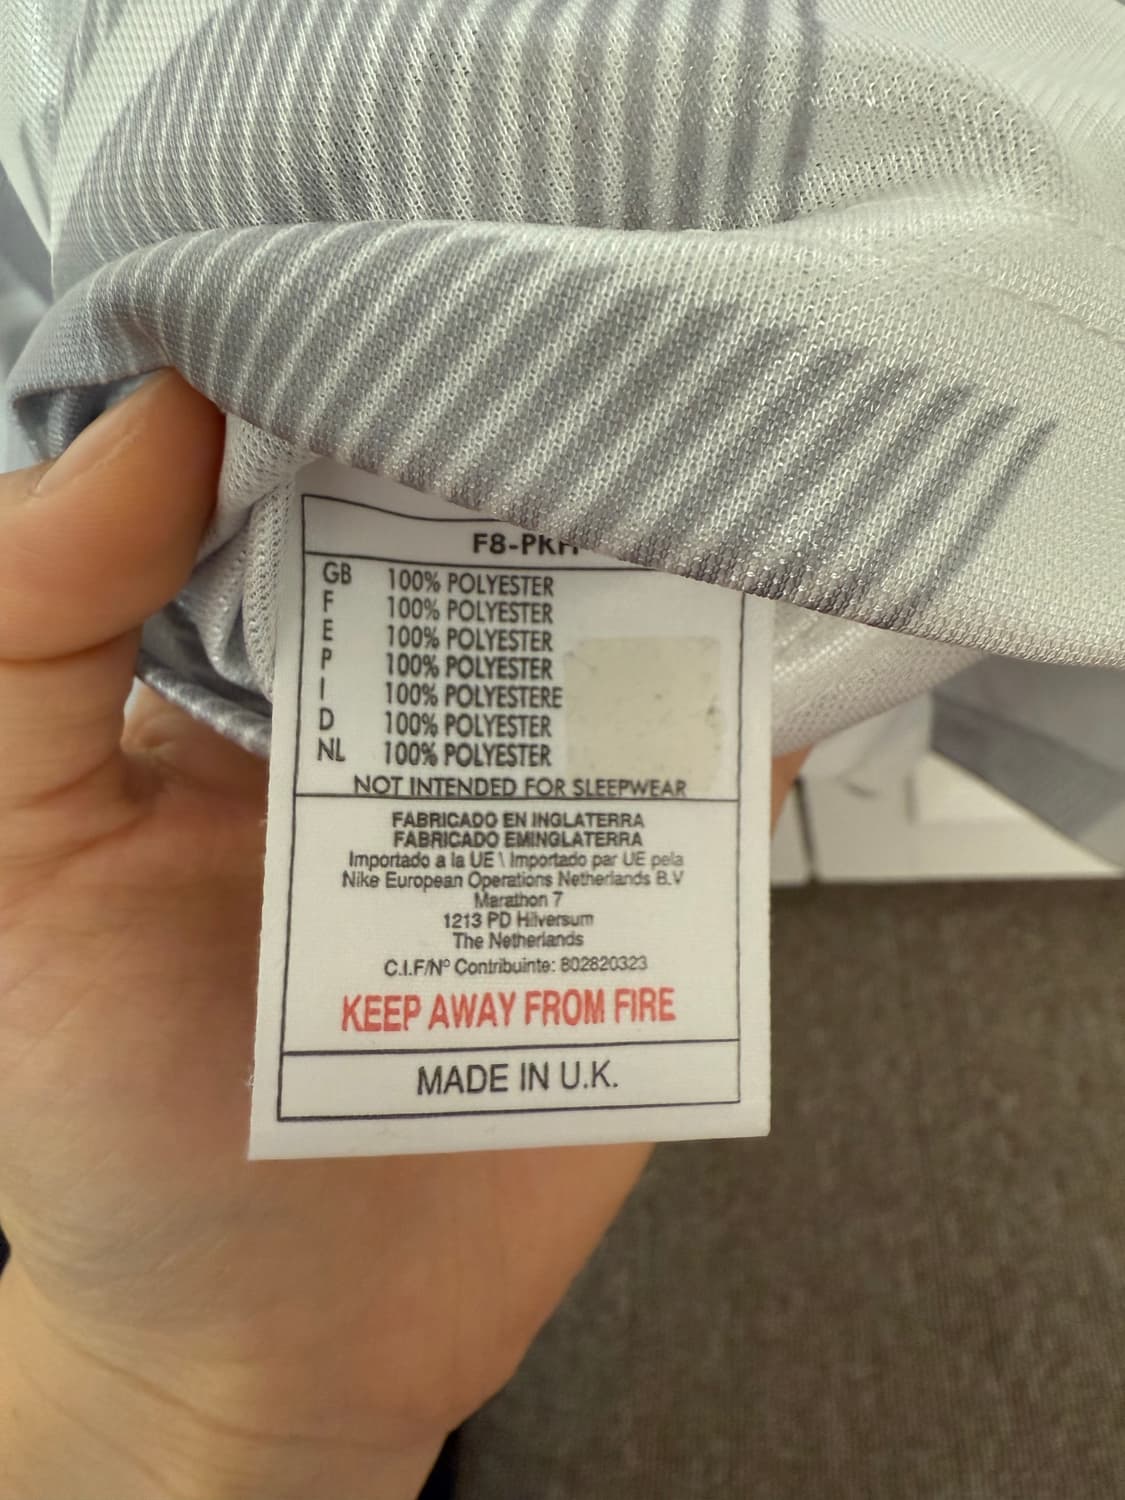 F8-PKH
GB 100% POLYESTER
F 100% POLYESTER
E 100% POLYESTER
P 100% POLYESTER
I 100% POLYESTERE
D 100% POLYESTER
NL 100% POLYESTER
NOT INTENDED FOR SLEEPWEAR
FABRICADO EN INGLATERRA
FABRICADO EMINGLATERRA
Importado a la UE \ Importado par UE pela
Nike European Operations Netherlands B.V
Marathon 7
1213 PD Hilversum
The Netherlands
C.I.F/Nº Contribuinte: 802820323
KEEP AWAY FROM FIRE
MADE IN U.K.